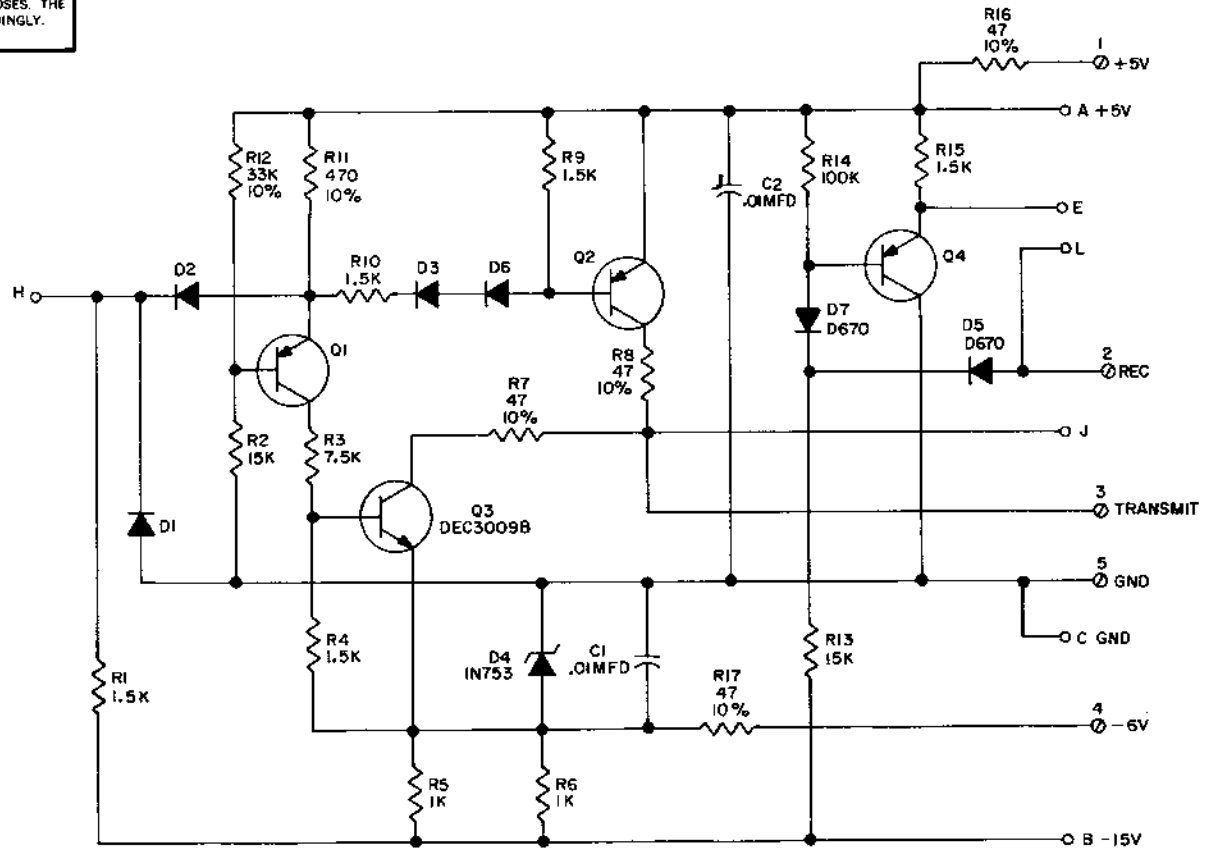 OSES. THE
DINGLY.
R16
47
10%
1
+5V
A +5V
R12
33K
10%
R11
470
10%
R9
1.5K
C2
.01MFD
R14
100K
R15
1.5K
E
L
Q4
H
D2
R10
1.5K
D3
D6
Q2
D7
D670
D5
D670
2
REC
Q1
R8
47
10%
R7
47
10%
J
R2
15K
R3
7.5K
Q3
DEC3009B
3
TRANSMIT
D1
5
GND
C GND
R4
1.5K
D4
1N753
C1
.01MFD
R13
15K
R1
1.5K
R17
47
10%
4
-6V
R5
1K
R6
1K
B -15V